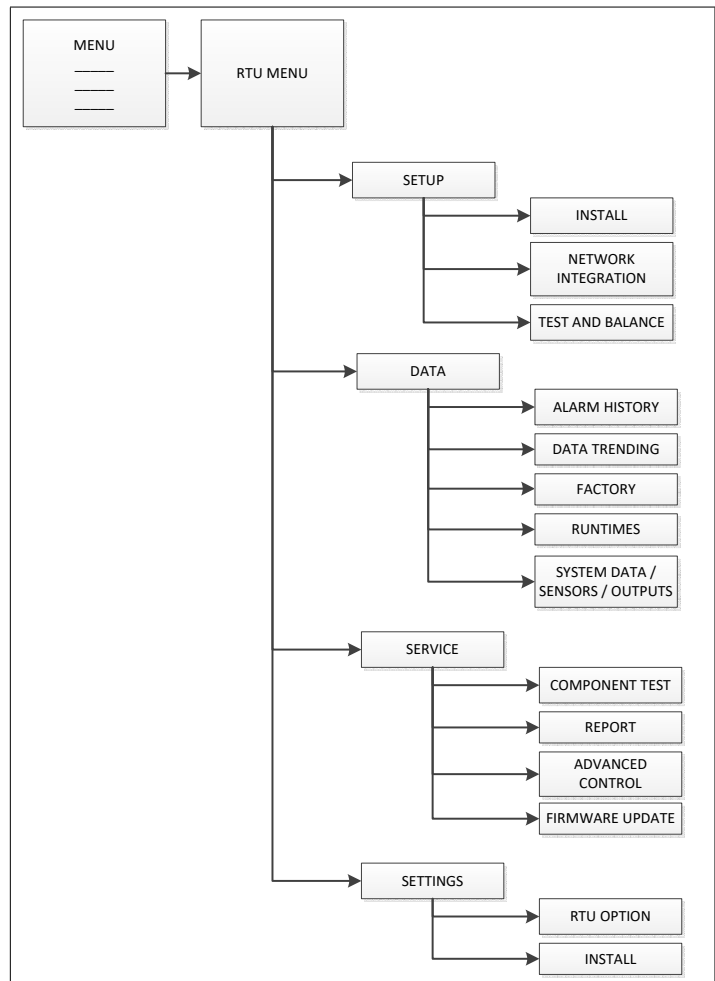 MENU
RTU MENU
SETUP
INSTALL
NETWORK
INTEGRATION
TEST AND BALANCE
DATA
ALARM HISTORY
DATA TRENDING
FACTORY
RUNTIMES
SYSTEM DATA /
SENSORS / OUTPUTS
SERVICE
COMPONENT TEST
REPORT
ADVANCED
CONTROL
FIRMWARE UPDATE
SETTINGS
RTU OPTION
INSTALL